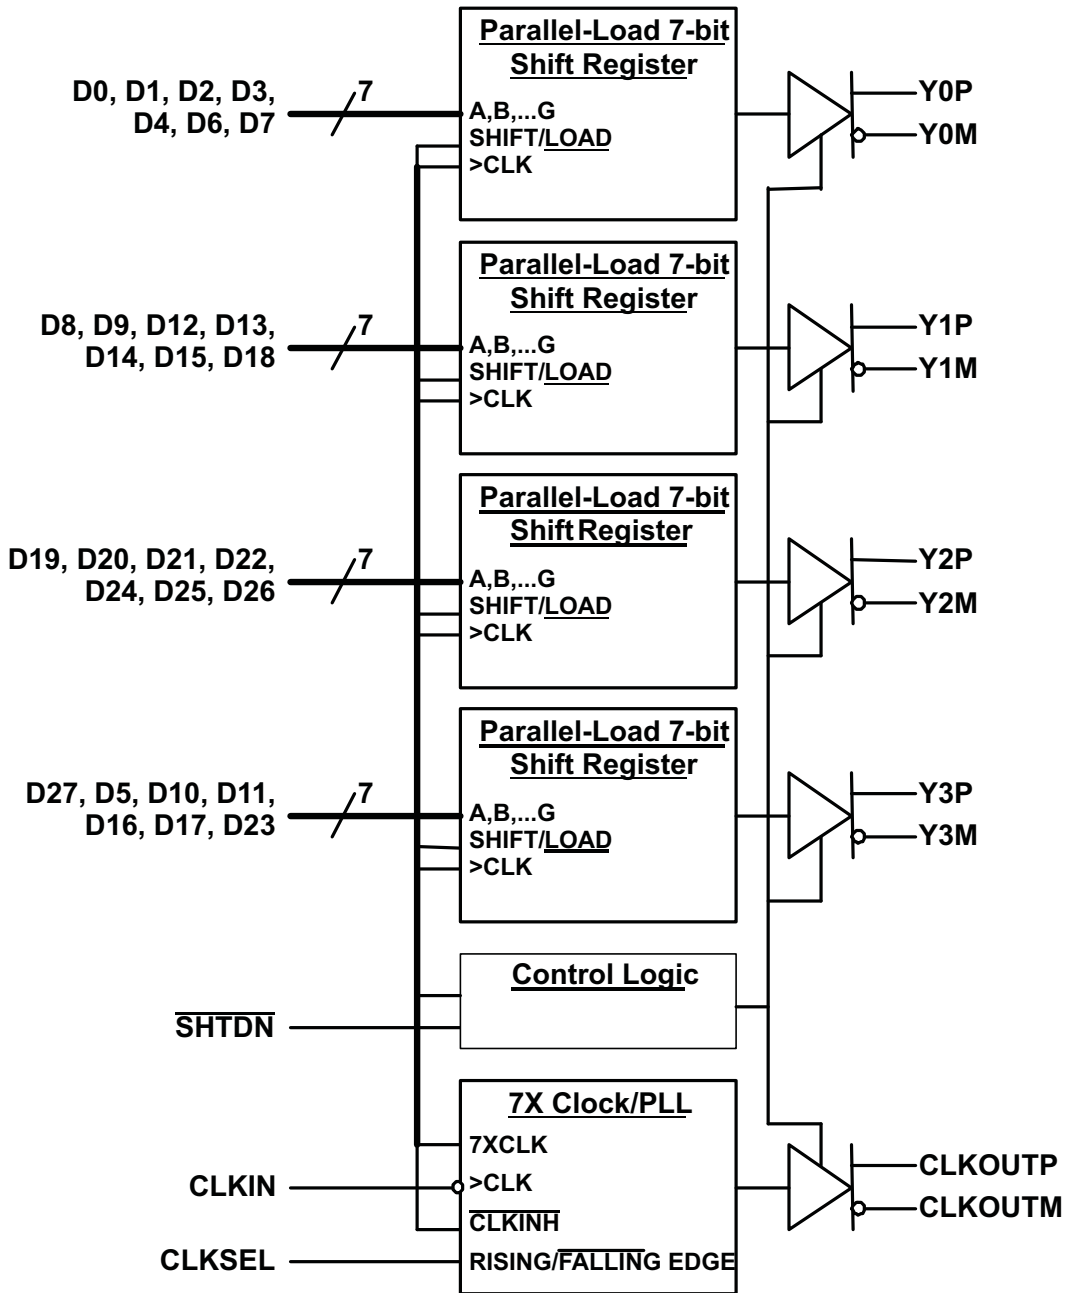 Parallel-Load 7-bit
Shift Register
D0, D1, D2, D3,
D4, D6, D7
7
A,B,...G
SHIFT/LOAD
>CLK
Y0P
Y0M
Parallel-Load 7-bit
Shift Register
D8, D9, D12, D13,
D14, D15, D18
7
A,B,...G
SHIFT/LOAD
>CLK
Y1P
Y1M
Parallel-Load 7-bit
Shift Register
D19, D20, D21, D22,
D24, D25, D26
7
A,B,...G
SHIFT/LOAD
>CLK
Y2P
Y2M
Parallel-Load 7-bit
Shift Register
D27, D5, D10, D11,
D16, D17, D23
7
A,B,...G
SHIFT/LOAD
>CLK
Y3P
Y3M
Control Logic
SHTDN
7X Clock/PLL
7XCLK
CLKIN
>CLK
CLKINH
CLKSEL
RISING/FALLING EDGE
CLKOUTP
CLKOUTM